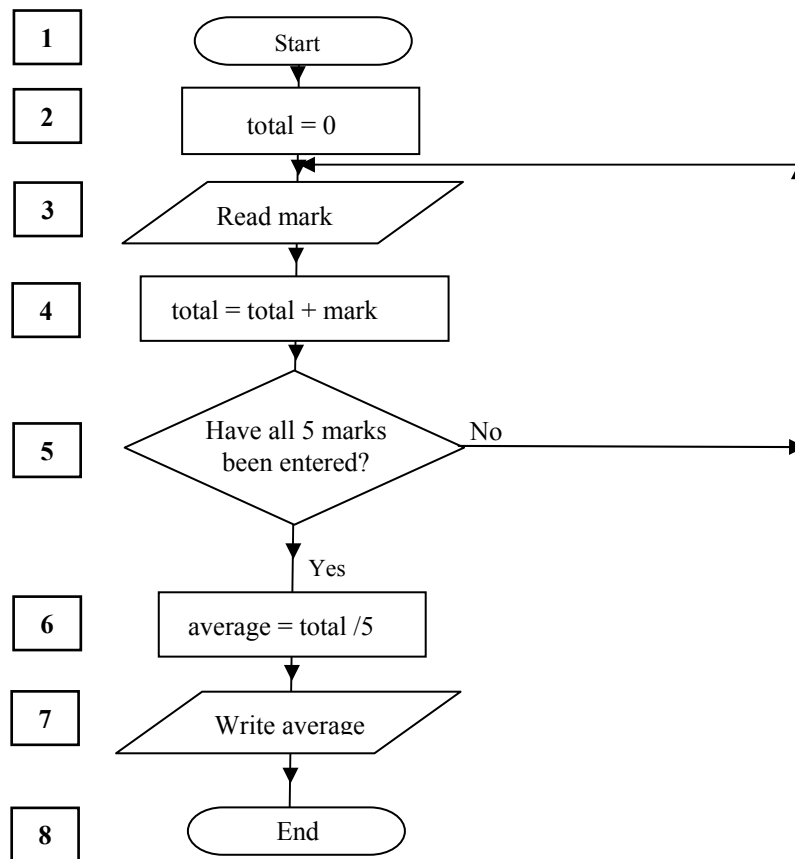 1
Start
2
total = 0
3
Read mark
4
total = total + mark
5
Have all 5 marks
been entered?
No
Yes
6
average = total /5
7
Write average
8
End